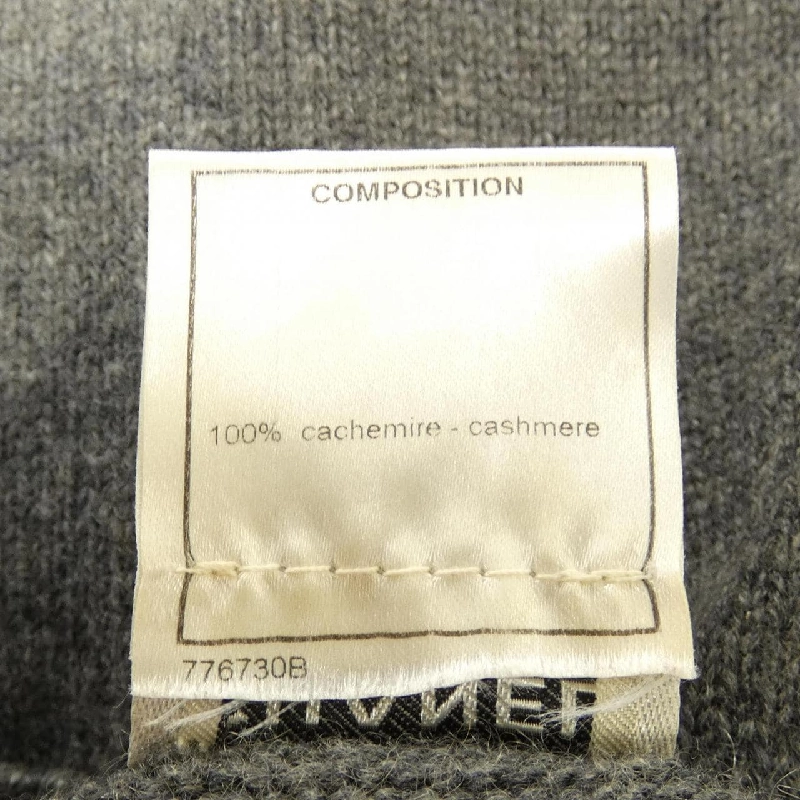 COMPOSITION
100% cachemire - cashmere
776730B